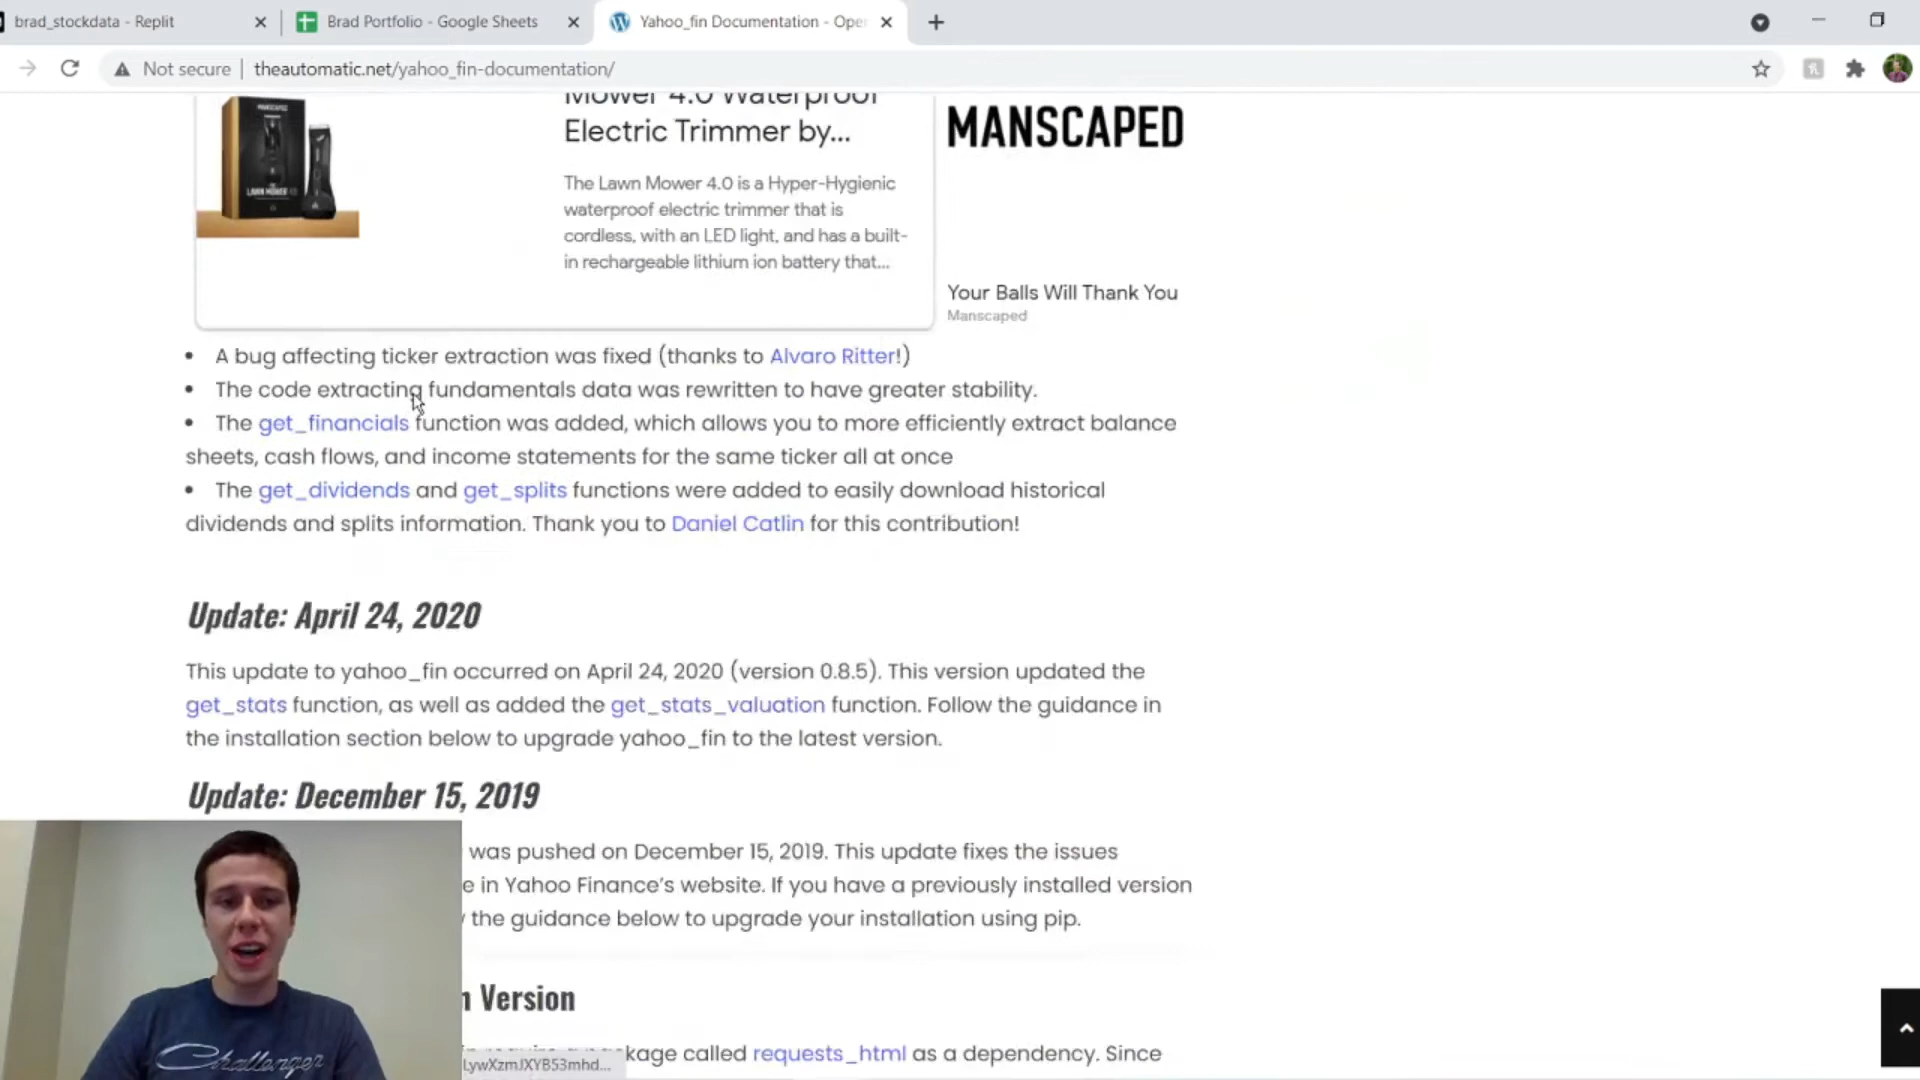 brad_stockdata - Replit
Brad Portfolio - Google Sheets
Yahoo_fin Documentation - Ope
Not secure
theautomatic.net/yahoo_fin-documentation/
Mower 4.0 Waterproof
Electric Trimmer by...
The Lawn Mower 4.0 is a Hyper-Hygienic
waterproof electric trimmer that is
cordless, with an LED light, and has a built-
in rechargeable lithium ion battery that...
MANSCAPED
Your Balls Will Thank You
Manscaped
A bug affecting ticker extraction was fixed (thanks to Alvaro Ritter!)
The code extracting fundamentals data was rewritten to have greater stability.
The get_financials function was added, which allows you to more efficiently extract balance
sheets, cash flows, and income statements for the same ticker all at once
The get_dividends and get_splits functions were added to easily download historical
dividends and splits information. Thank you to Daniel Catlin for this contribution!
Update: April 24, 2020
This update to yahoo_fin occurred on April 24, 2020 (version 0.8.5). This version updated the
get_stats function, as well as added the get_stats_valuation function. Follow the guidance in
the installation section below to upgrade yahoo_fin to the latest version.
Update: December 15, 2019
was pushed on December 15, 2019. This update fixes the issues
e in Yahoo Finance's website. If you have a previously installed version
the guidance below to upgrade your installation using pip.
n Version
kage called requests_html as a dependency. Since
LywXzmJXYB53mhd...
Challenger